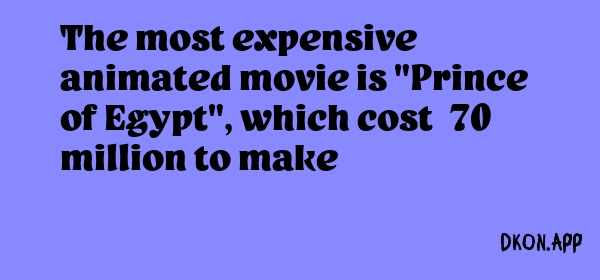 The most expensive
animated movie is "Prince
of Egypt", which cost  70
million to make
DKON.APP